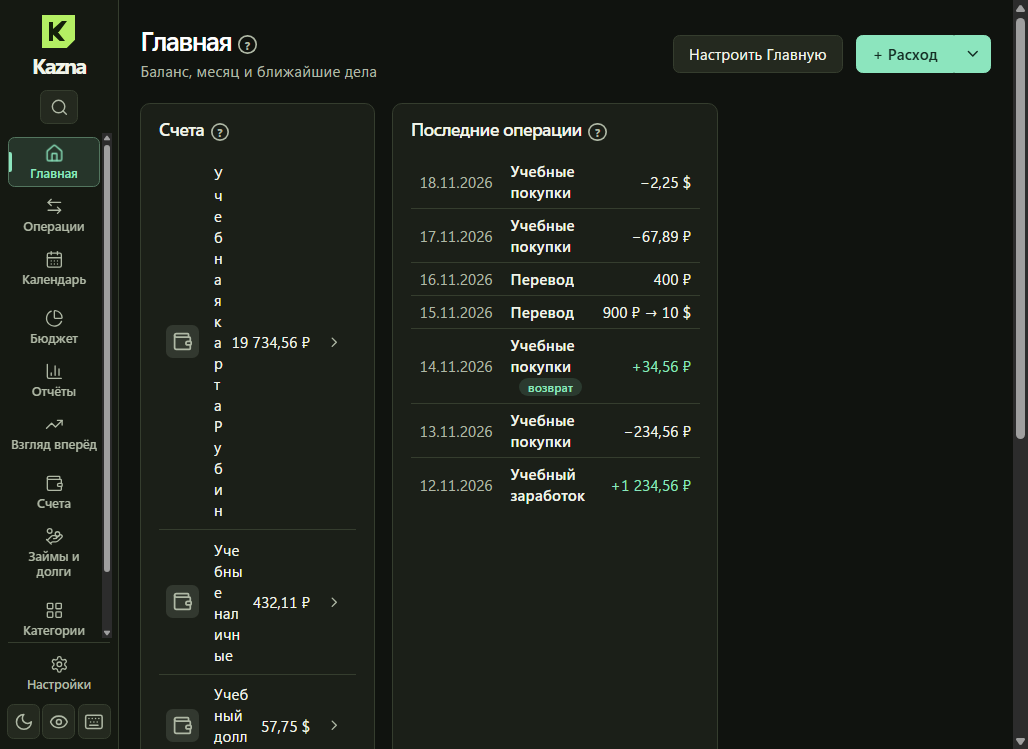 K
Kazna
Главная
Операции
Календарь
Бюджет
Отчёты
Взгляд вперёд
Счета
Займы и
долги
Категории
Настройки
Главная ?
Баланс, месяц и ближайшие дела
Настроить Главную
+ Расход
Счета ?
У
ч
е
б
н
а
я
к
а
р
т
а
Р
у
б
и
н
19 734,56 ₽
Уче
бны
е
нал
ичн
ые
432,11 ₽
Учеб
ный
долл
57,75 $
Последние операции ?
18.11.2026 Учебные
покупки −2,25 $
17.11.2026 Учебные
покупки −67,89 ₽
16.11.2026 Перевод 400 ₽
15.11.2026 Перевод 900 ₽ → 10 $
14.11.2026 Учебные
покупки
возврат +34,56 ₽
13.11.2026 Учебные
покупки −234,56 ₽
12.11.2026 Учебный
заработок +1 234,56 ₽